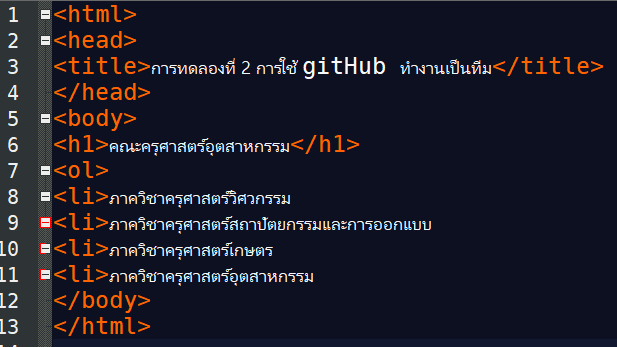 1 <html>
2 <head>
3 <title>การทดลองที่ 2 การใช้ gitHub ทำงานเป็นทีม</title>
4 </head>
5 <body>
6 <h1>คณะครุศาสตร์อุตสาหกรรม</h1>
7 <ol>
8 <li>ภาควิชาครุศาสตร์วิศวกรรม
9 <li>ภาควิชาครุศาสตร์สถาปัตยกรรมและการออกแบบ
10 <li>ภาควิชาครุศาสตร์เกษตร
11 <li>ภาควิชาครุศาสตร์อุตสาหกรรม
12 </body>
13 </html>